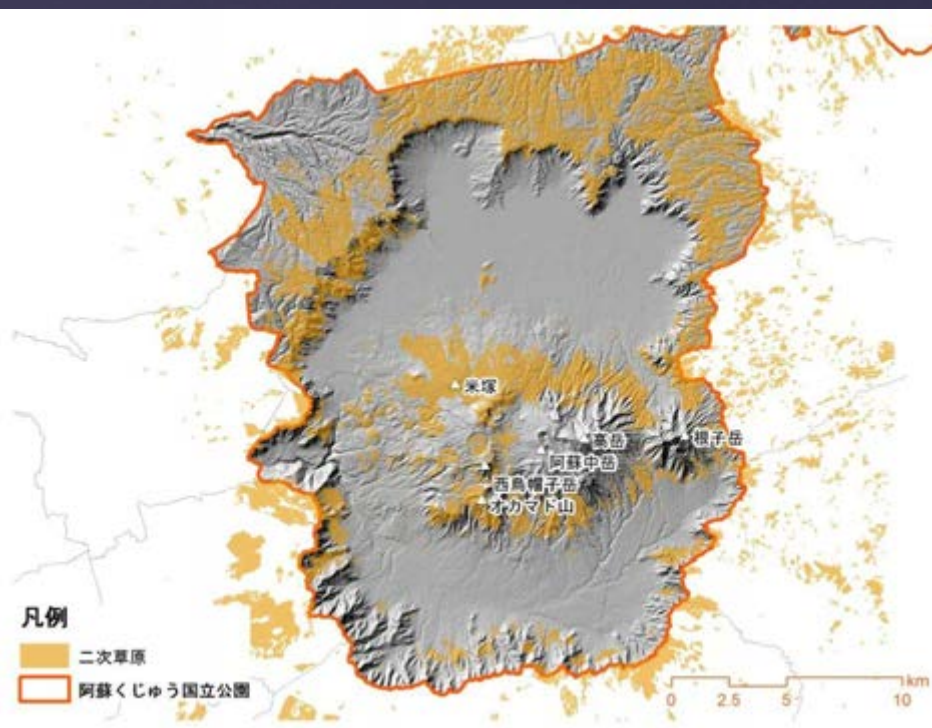 米塚
高岳
根子岳
阿蘇中岳
西烏帽子岳
オカマド山
凡例
二次草原
阿蘇くじゅう国立公園
km
0 2.5 5 10